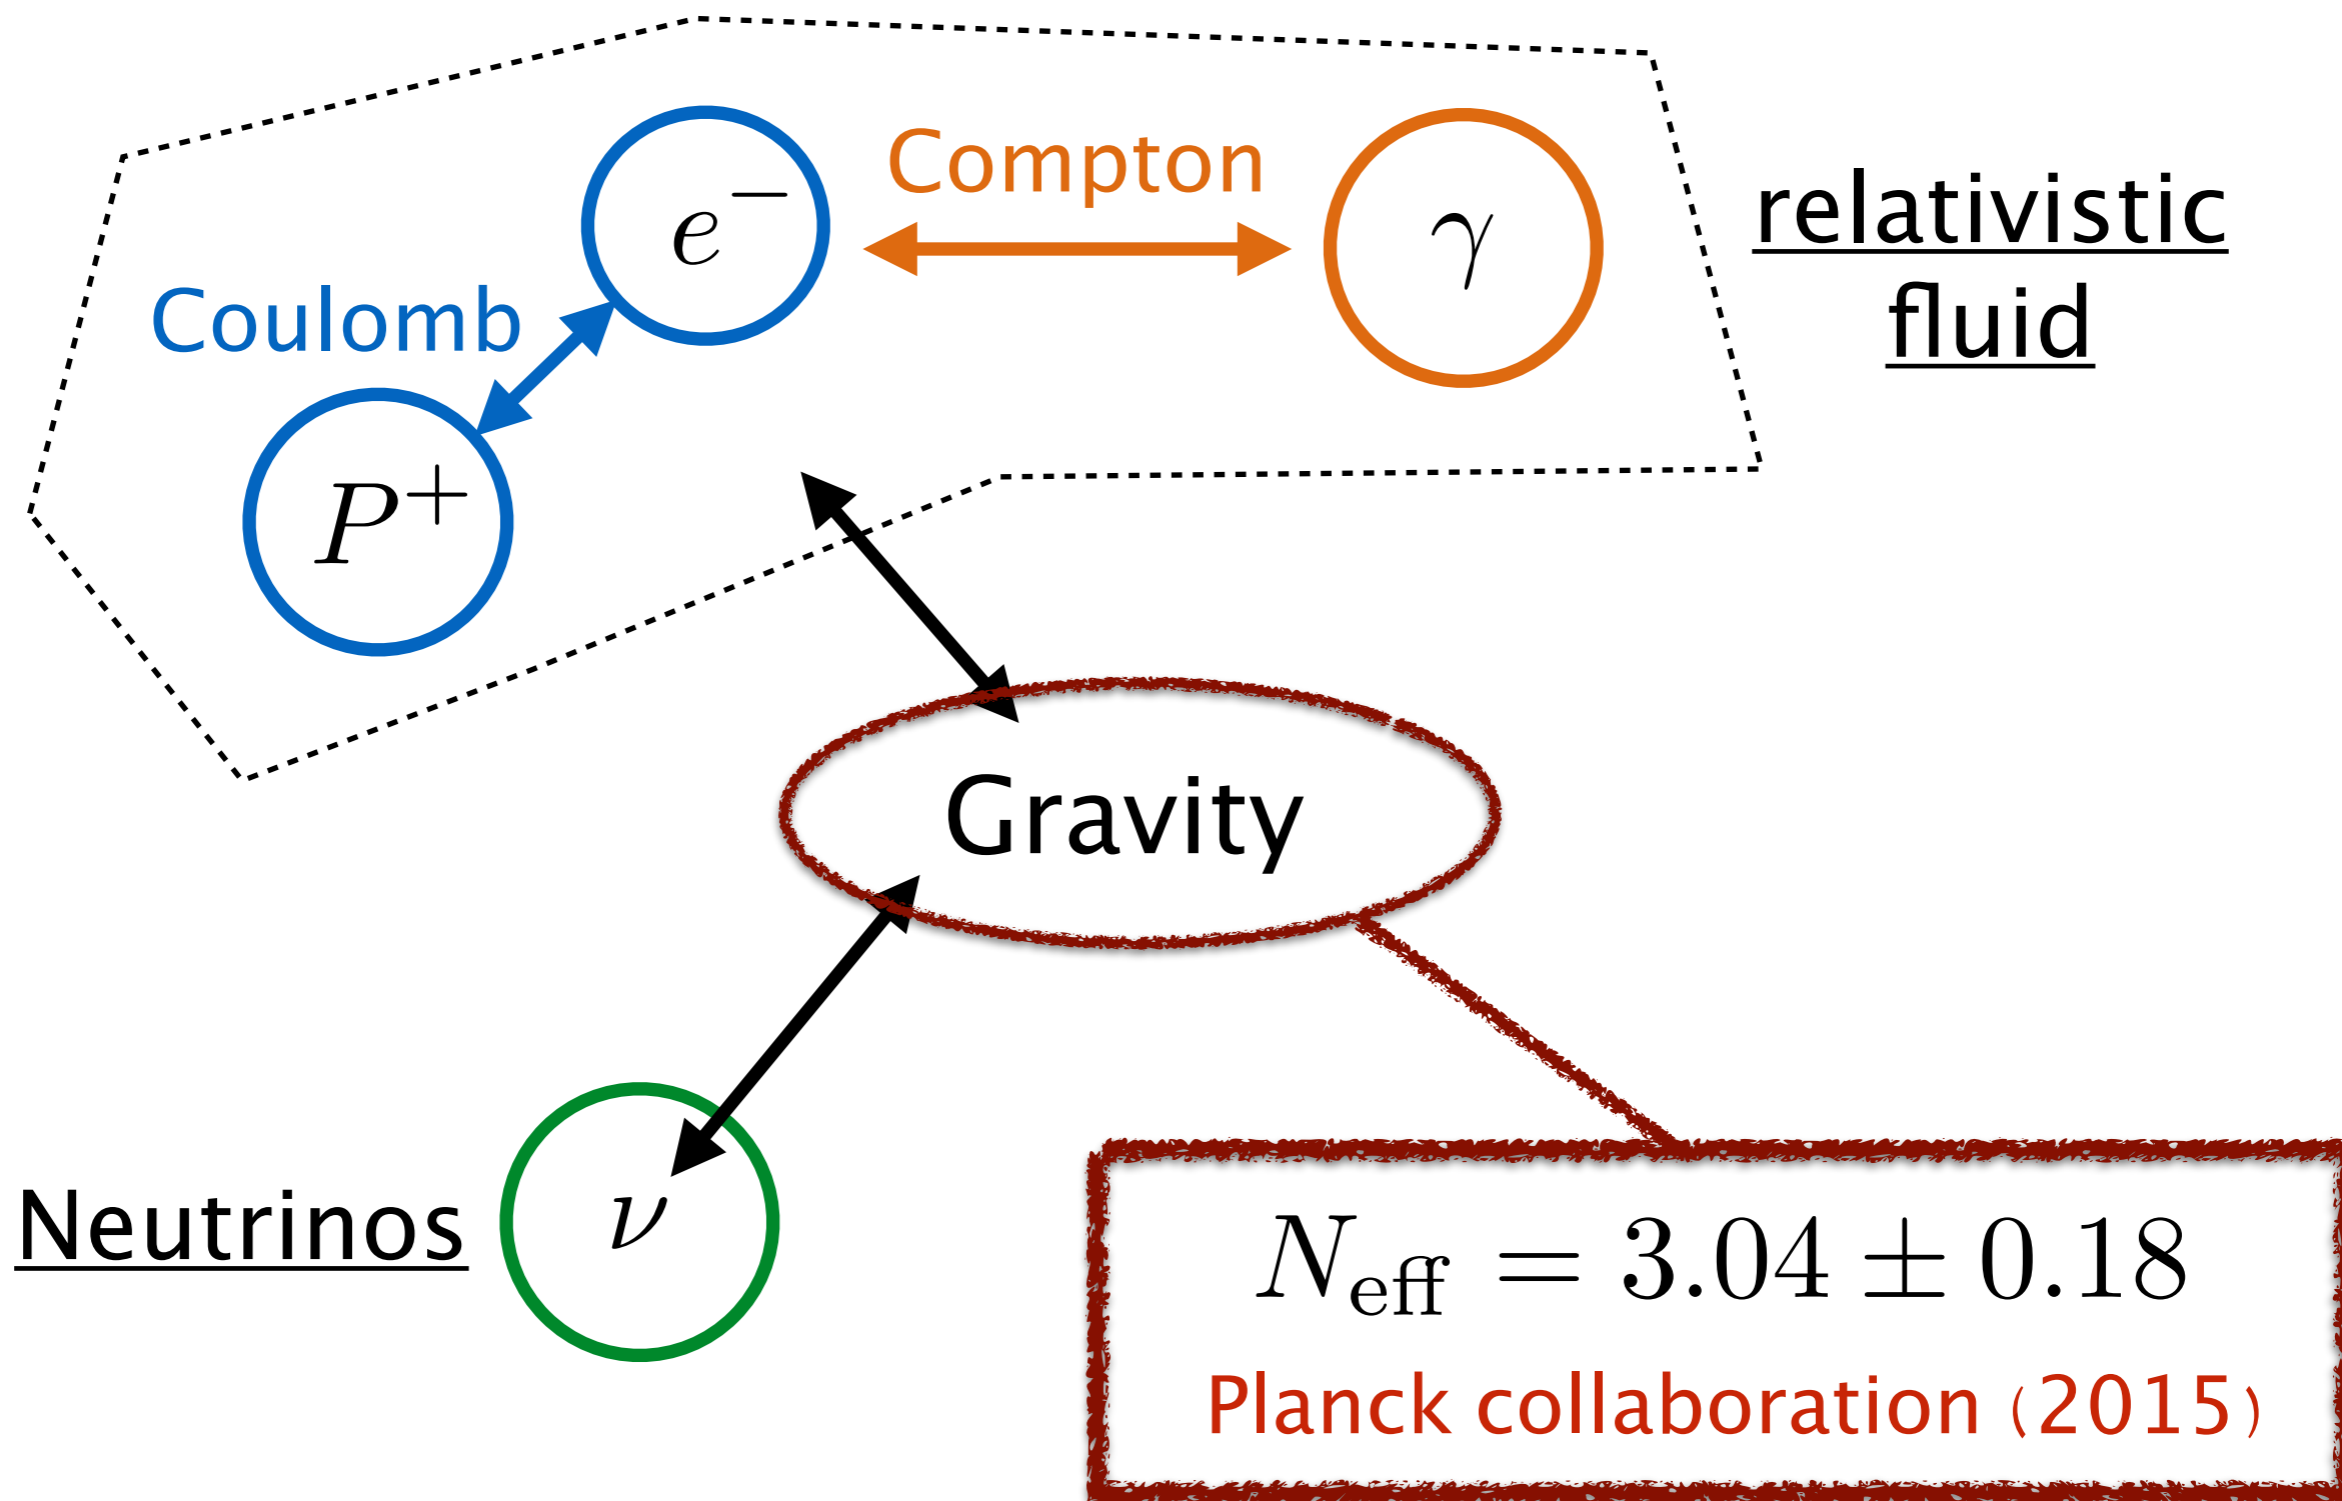 Compton
e⁻
γ
relativistic
fluid
Coulomb
P⁺
Gravity
Neutrinos
ν
N_eff = 3.04 ± 0.18
Planck collaboration (2015)